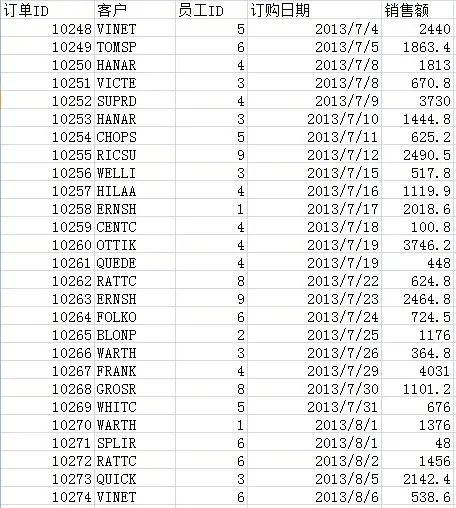 订单ID 客户 员工ID 订购日期 销售额
10248 VINET 5 2013/7/4 2440
10249 TOMSP 6 2013/7/5 1863.4
10250 HANAR 4 2013/7/8 1813
10251 VICTE 3 2013/7/8 670.8
10252 SUPRD 4 2013/7/9 3730
10253 HANAR 3 2013/7/10 1444.8
10254 CHOPS 5 2013/7/11 625.2
10255 RICSU 9 2013/7/12 2490.5
10256 WELLI 3 2013/7/15 517.8
10257 HILAA 4 2013/7/16 1119.9
10258 ERNSH 1 2013/7/17 2018.6
10259 CENTC 4 2013/7/18 100.8
10260 OTTIK 4 2013/7/19 3746.2
10261 QUEDE 4 2013/7/19 448
10262 RATTC 8 2013/7/22 624.8
10263 ERNSH 9 2013/7/23 2464.8
10264 FOLKO 6 2013/7/24 724.5
10265 BLONP 2 2013/7/25 1176
10266 WARTH 3 2013/7/26 364.8
10267 FRANK 4 2013/7/29 4031
10268 GROSR 8 2013/7/30 1101.2
10269 WHITC 5 2013/7/31 676
10270 WARTH 1 2013/8/1 1376
10271 SPLIR 6 2013/8/1 48
10272 RATTC 6 2013/8/2 1456
10273 QUICK 3 2013/8/5 2142.4
10274 VINET 6 2013/8/6 538.6